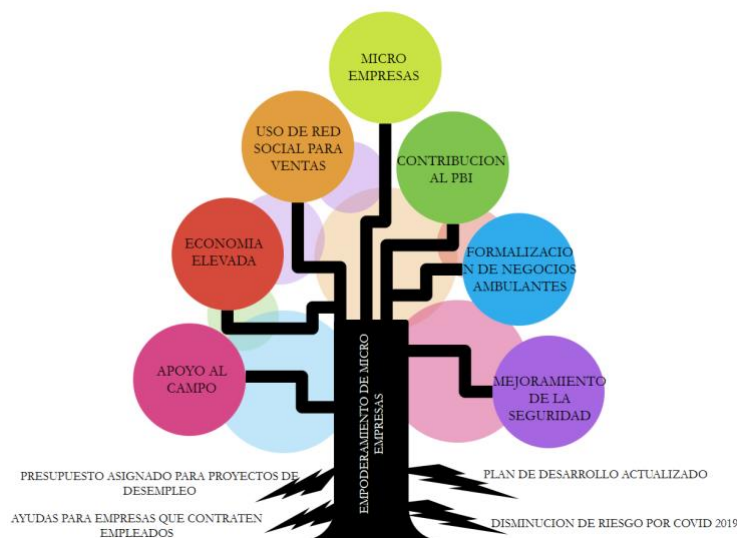 MICRO
EMPRESAS
USO DE RED
SOCIAL PARA
VENTAS
CONTRIBUCION
AL PBI
ECONOMIA
ELEVADA
FORMALIZACIO
N DE NEGOCIOS
AMBULANTES
APOYO AL
CAMPO
MEJORAMIENTO
DE LA
SEGURIDAD
EMPODERAMIENTO DE MICRO
EMPRESAS
PRESUPUESTO ASIGNADO PARA PROYECTOS DE
DESEMPLEO
PLAN DE DESARROLLO ACTUALIZADO
AYUDAS PARA EMPRESAS QUE CONTRATEN
EMPLEADOS
DISMINUCION DE RIESGO POR COVID 2019